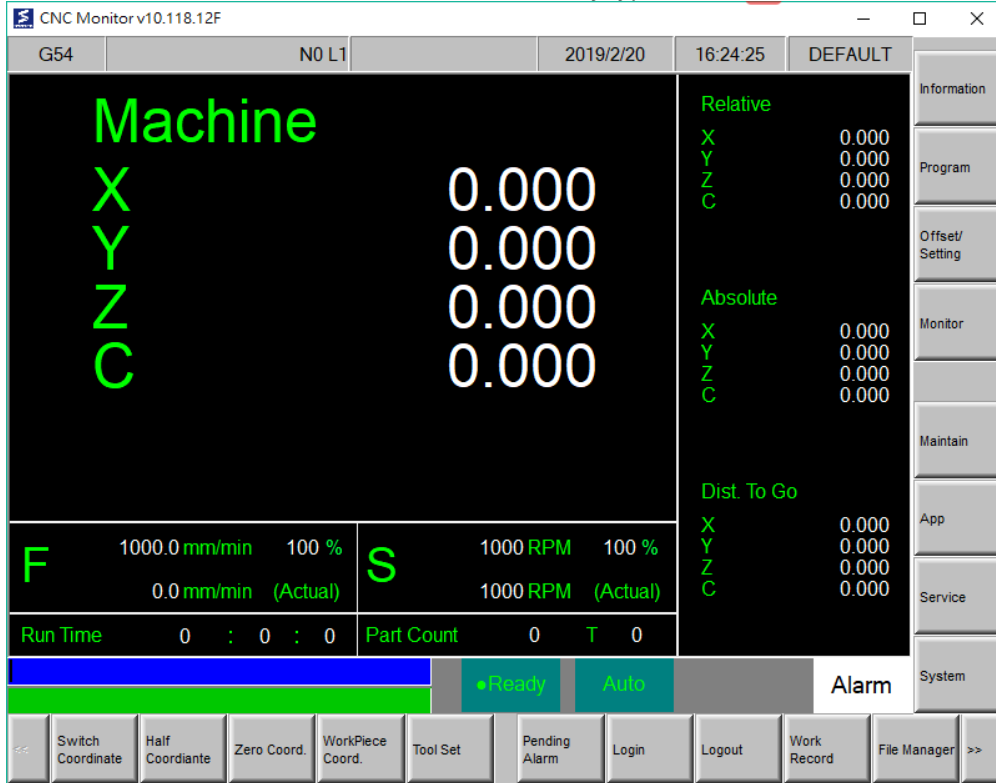 CNC Monitor v10.118.12F
G54 N0 L1 2019/2/20 16:24:25 DEFAULT
Machine
X 0.000
Y 0.000
Z 0.000
C 0.000
Relative
X 0.000
Y 0.000
Z 0.000
C 0.000
Absolute
X 0.000
Y 0.000
Z 0.000
C 0.000
Dist. To Go
X 0.000
Y 0.000
Z 0.000
C 0.000
F 1000.0 mm/min 100 %
0.0 mm/min (Actual)
S 1000 RPM 100 %
1000 RPM (Actual)
Run Time 0 : 0 : 0
Part Count 0 T 0
●Ready Auto Alarm
Information
Program
Offset/
Setting
Monitor
Maintain
App
Service
System
<<
Switch
Coordinate
Half
Coordiante
Zero Coord.
WorkPiece
Coord.
Tool Set
Pending
Alarm
Login
Logout
Work
Record
File Manager
>>